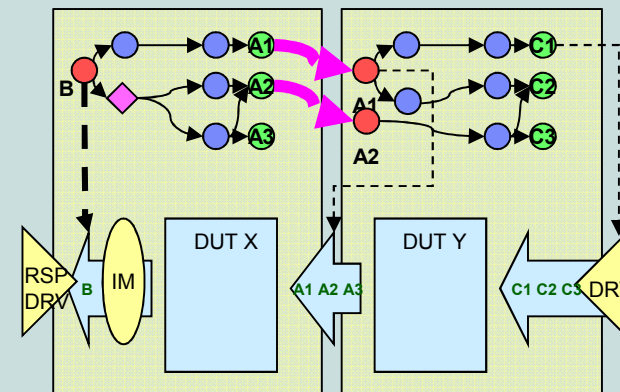 A1
C1
B
A2
C2
A1
A3
C3
A2
DUT X
DUT Y
RSP
DRV
B
IM
A1 A2 A3
C1 C2 C3
DR